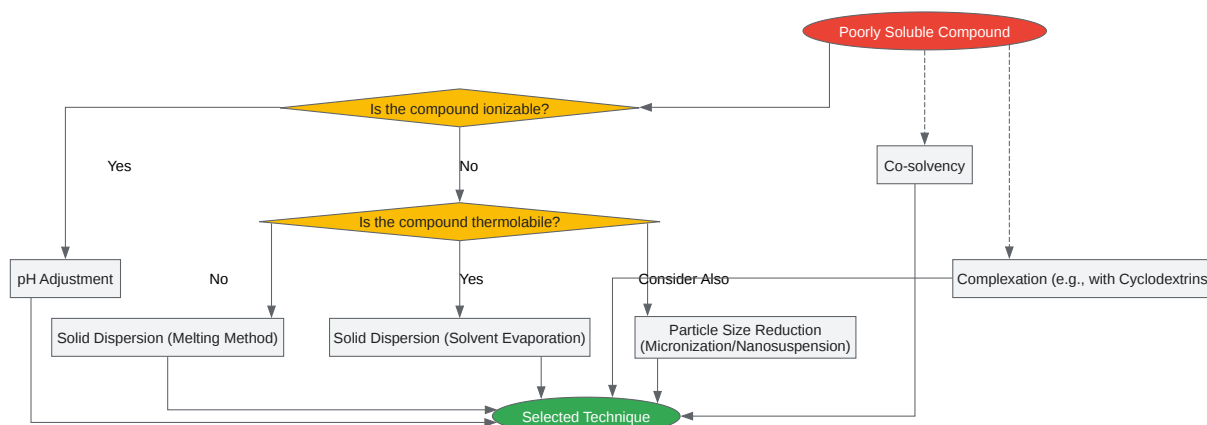 Poorly Soluble Compound
Is the compound ionizable?
Yes
No
Co-solvency
Is the compound thermolabile?
pH Adjustment
No
Yes
Consider Also
Complexation (e.g., with Cyclodextrins
Solid Dispersion (Melting Method)
Solid Dispersion (Solvent Evaporation)
Particle Size Reduction
(Micronization/Nanosuspension)
Selected Technique